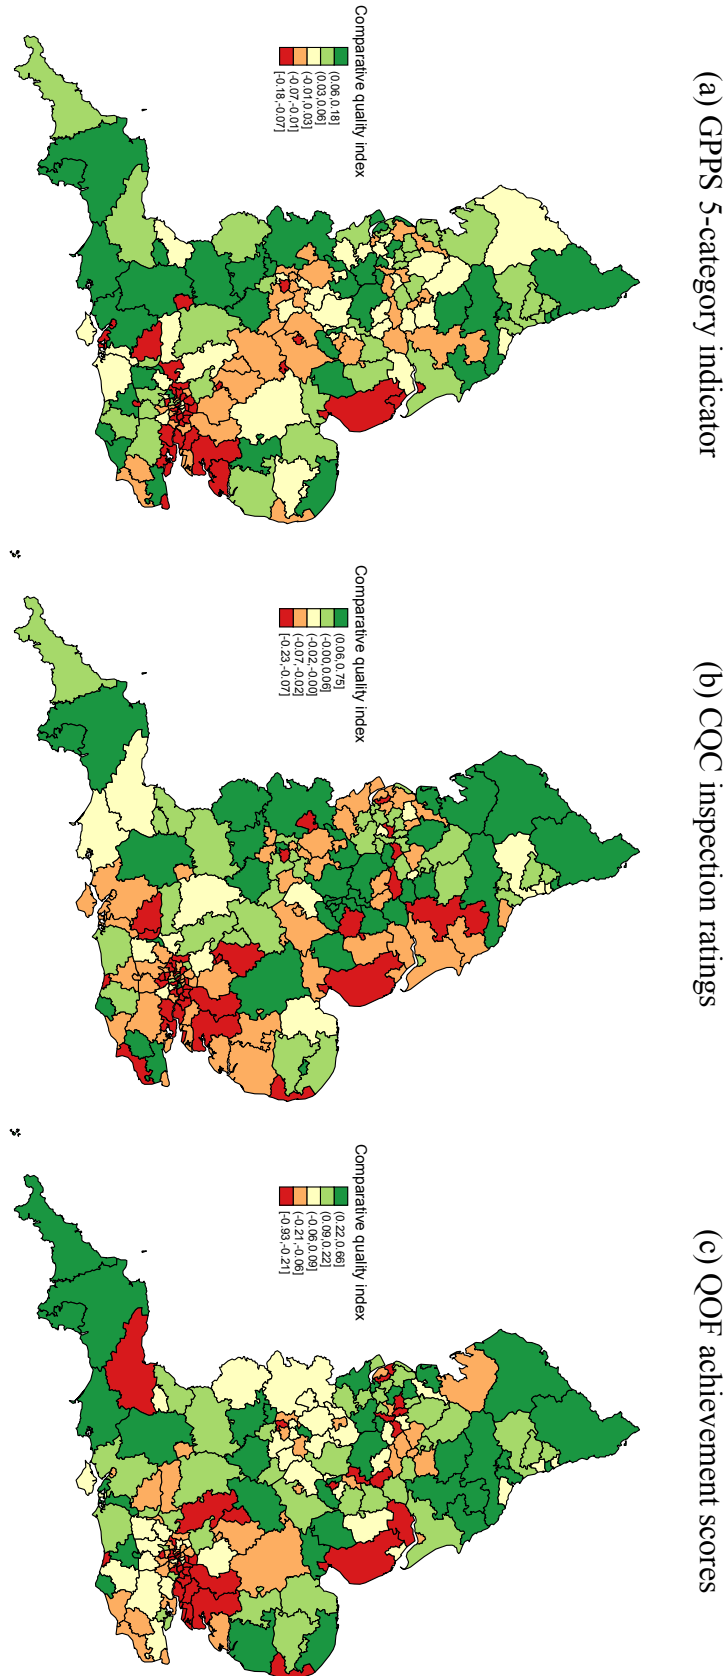 (a) GPPS 5-category indicator
Comparative quality index
(0.06,0.18]
(0.03,0.06]
(-0.01,0.03]
(-0.07,-0.01]
[-0.18,-0.07]
(b) CQC inspection ratings
Comparative quality index
(0.06,0.75]
(-0.00,0.06]
(-0.02,-0.00]
(-0.07,-0.02]
[-0.23,-0.07]
(c) QOF achievement scores
Comparative quality index
(0.22,0.66]
(0.09,0.22]
(-0.06,0.09]
(-0.21,-0.06]
[-0.93,-0.21]